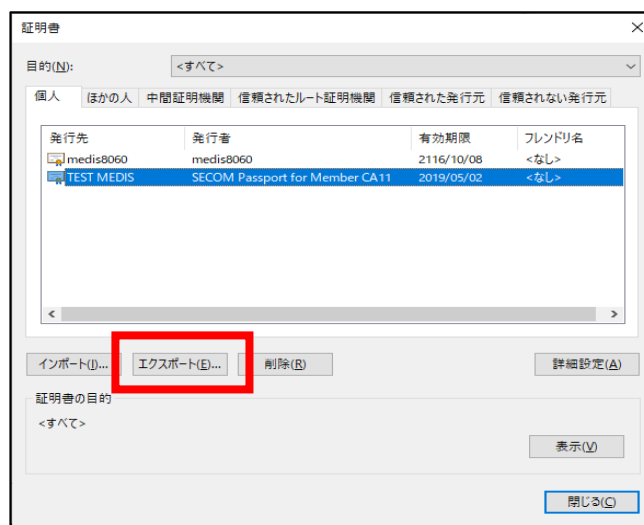 証明書
目的(N): <すべて>
個人 ほかの人 中間証明機関 信頼されたルート証明機関 信頼された発行元 信頼されない発行元
発行先 発行者 有効期限 フレンドリ名
medis8060 medis8060 2116/10/08 <なし>
TEST MEDIS SECOM Passport for Member CA11 2019/05/02 <なし>
インポート(I)... エクスポート(E)... 削除(R) 詳細設定(A)
証明書の目的
<すべて>
表示(V)
閉じる(C)